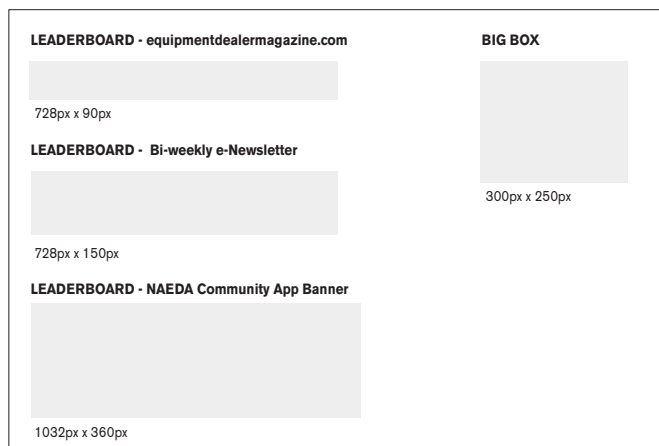 LEADERBOARD - equipmentdealermagazine.com
728px x 90px
LEADERBOARD -  Bi-weekly e-Newsletter
728px x 150px
LEADERBOARD - NAEDA Community App Banner
1032px x 360px
BIG BOX
300px x 250px